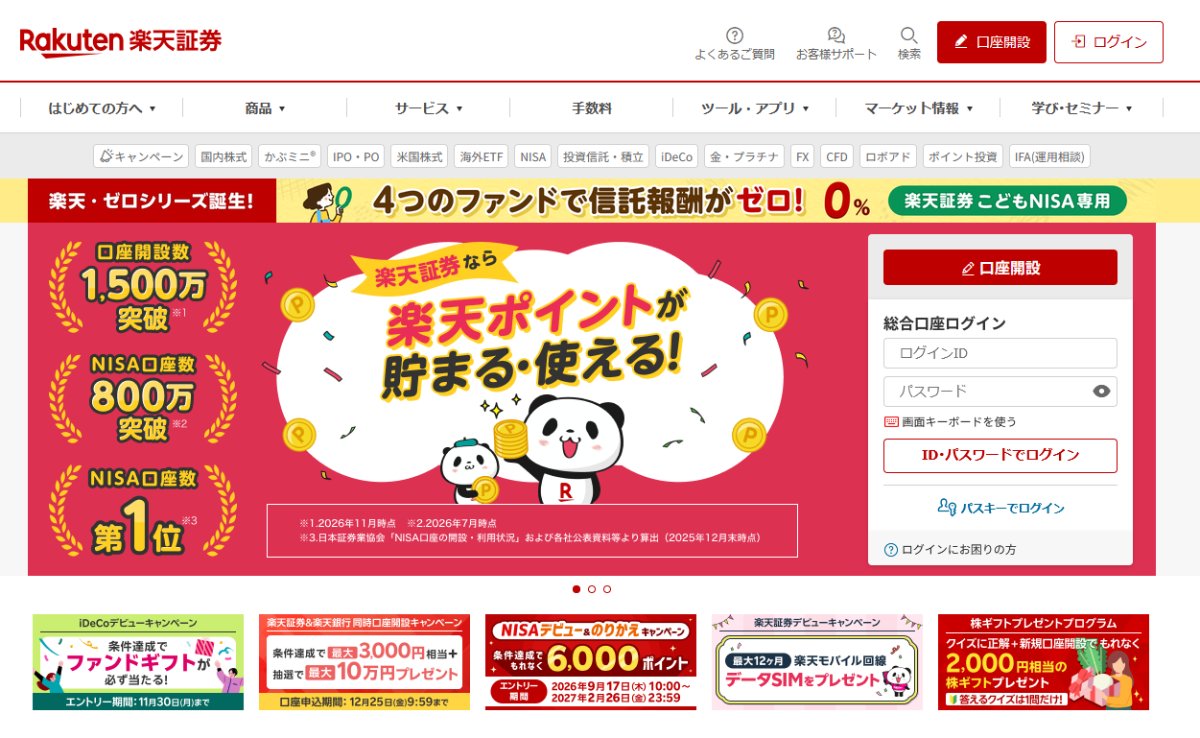 Rakuten 楽天証券
よくあるご質問
お客様サポート
検索
口座開設
ログイン
はじめての方へ ▼
商品 ▼
サービス ▼
手数料
ツール・アプリ ▼
マーケット情報 ▼
学び・セミナー ▼
キャンペーン
国内株式
かぶミニ®
IPO・PO
米国株式
海外ETF
NISA
投資信託・積立
iDeCo
金・プラチナ
FX
CFD
ロボアド
ポイント投資
IFA(運用相談)
楽天・ゼロシリーズ誕生!
4つのファンドで信託報酬がゼロ! 0%
楽天証券 こどもNISA専用
口座開設数
1,500万
突破※1
NISA口座数
800万
突破※2
NISA口座数
第1位※3
楽天証券なら
楽天ポイントが
貯まる・使える!
P
P
P
P
P
P
R
※1.2026年11月時点 ※2.2026年7月時点
※3.日本証券業協会「NISA口座の開設・利用状況」および各社公表資料等より算出（2025年12月末時点）
口座開設
総合口座ログイン
ログインID
パスワード
画面キーボードを使う
ID・パスワードでログイン
パスキーでログイン
ログインにお困りの方
iDeCoデビューキャンペーン
条件達成で
ファンドギフトが
必ず当たる!
エントリー期間：11月30日(月)まで
楽天証券&楽天銀行 同時口座開設キャンペーン
条件達成で 最大3,000円相当+
抽選で 最大10万円プレゼント
口座申込期間：12月25日(金)9:59まで
NISAデビュー&のりかえキャンペーン
条件達成で
もれなく
6,000ポイント
エントリー
期間
2026年9月17日(木) 10:00～
2027年2月26日(金) 23:59
楽天証券デビューキャンペーン
最大12ヶ月 楽天モバイル回線
データSIMをプレゼント
株ギフトプレゼントプログラム
クイズに正解+新規口座開設で もれなく
2,000円相当の
株ギフトプレゼント
答えるクイズは1問だけ!